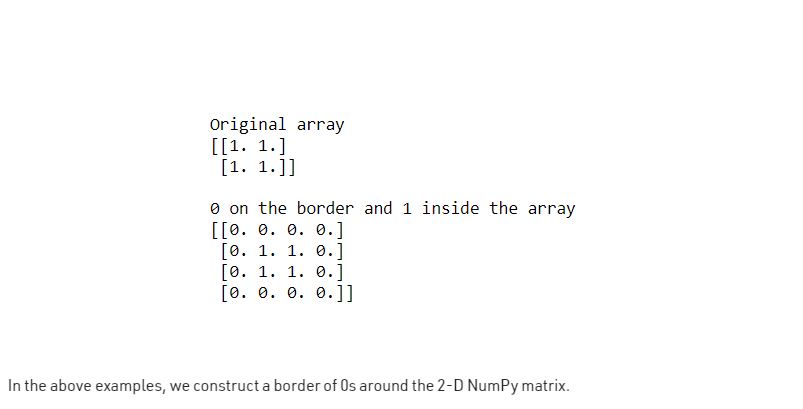 Original array
[[1. 1.]
 [1. 1.]]
0 on the border and 1 inside the array
[[0. 0. 0. 0.]
 [0. 1. 1. 0.]
 [0. 1. 1. 0.]
 [0. 0. 0. 0.]]
In the above examples, we construct a border of 0s around the 2-D NumPy matrix.